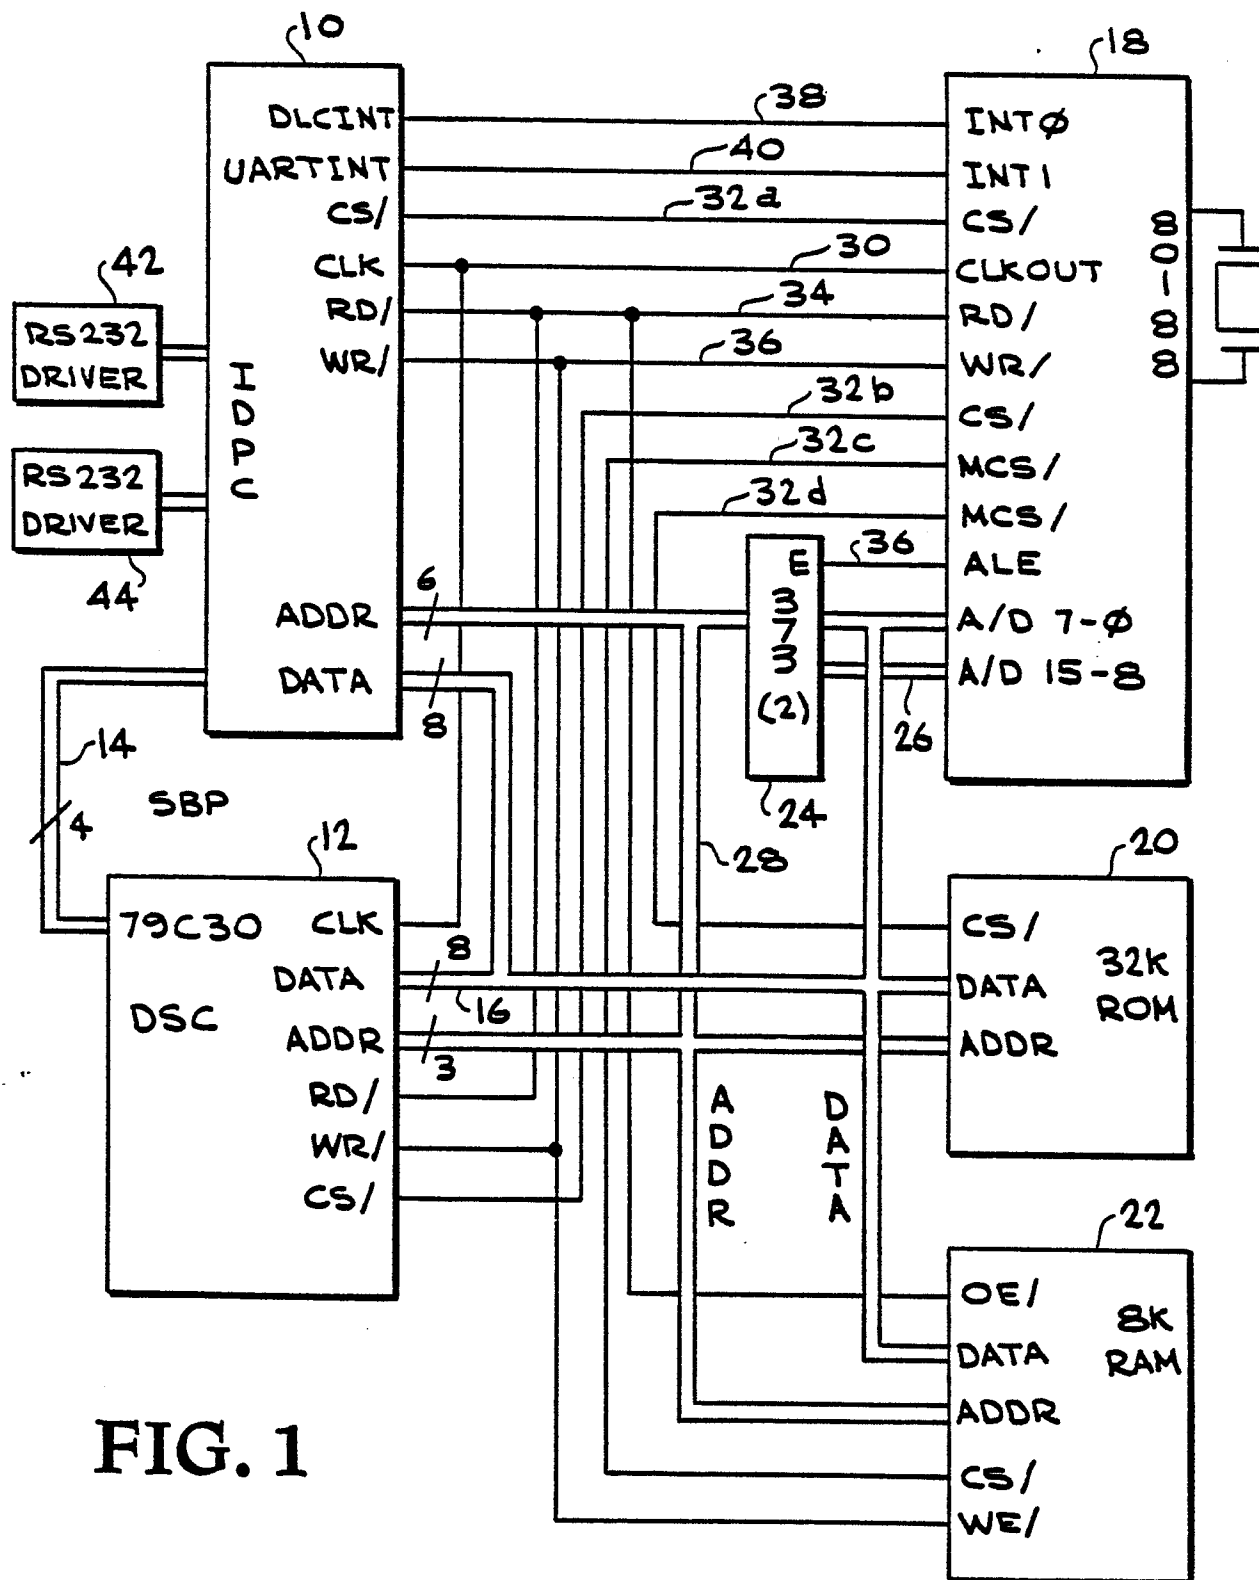 10
DLCINT
UARTINT
CS/
CLK
RD/
WR/
IDPC
ADDR
DATA
42
RS232
DRIVER
RS232
DRIVER
44
38
40
32a
30
34
36
32b
32c
32d
36
18
INTØ
INT1
CS/
CLKOUT
RD/
WR/
CS/
MCS/
MCS/
ALE
A/D 7-Ø
A/D 15-8
80188
E
373
(2)
24
26
6
8
14
4
SBP
28
12
79C30
DSC
CLK
DATA
ADDR
RD/
WR/
CS/
8
16
3
ADDR
DATA
20
CS/
DATA
ADDR
32K
ROM
22
OE/
DATA
ADDR
CS/
WE/
8K
RAM
FIG. 1